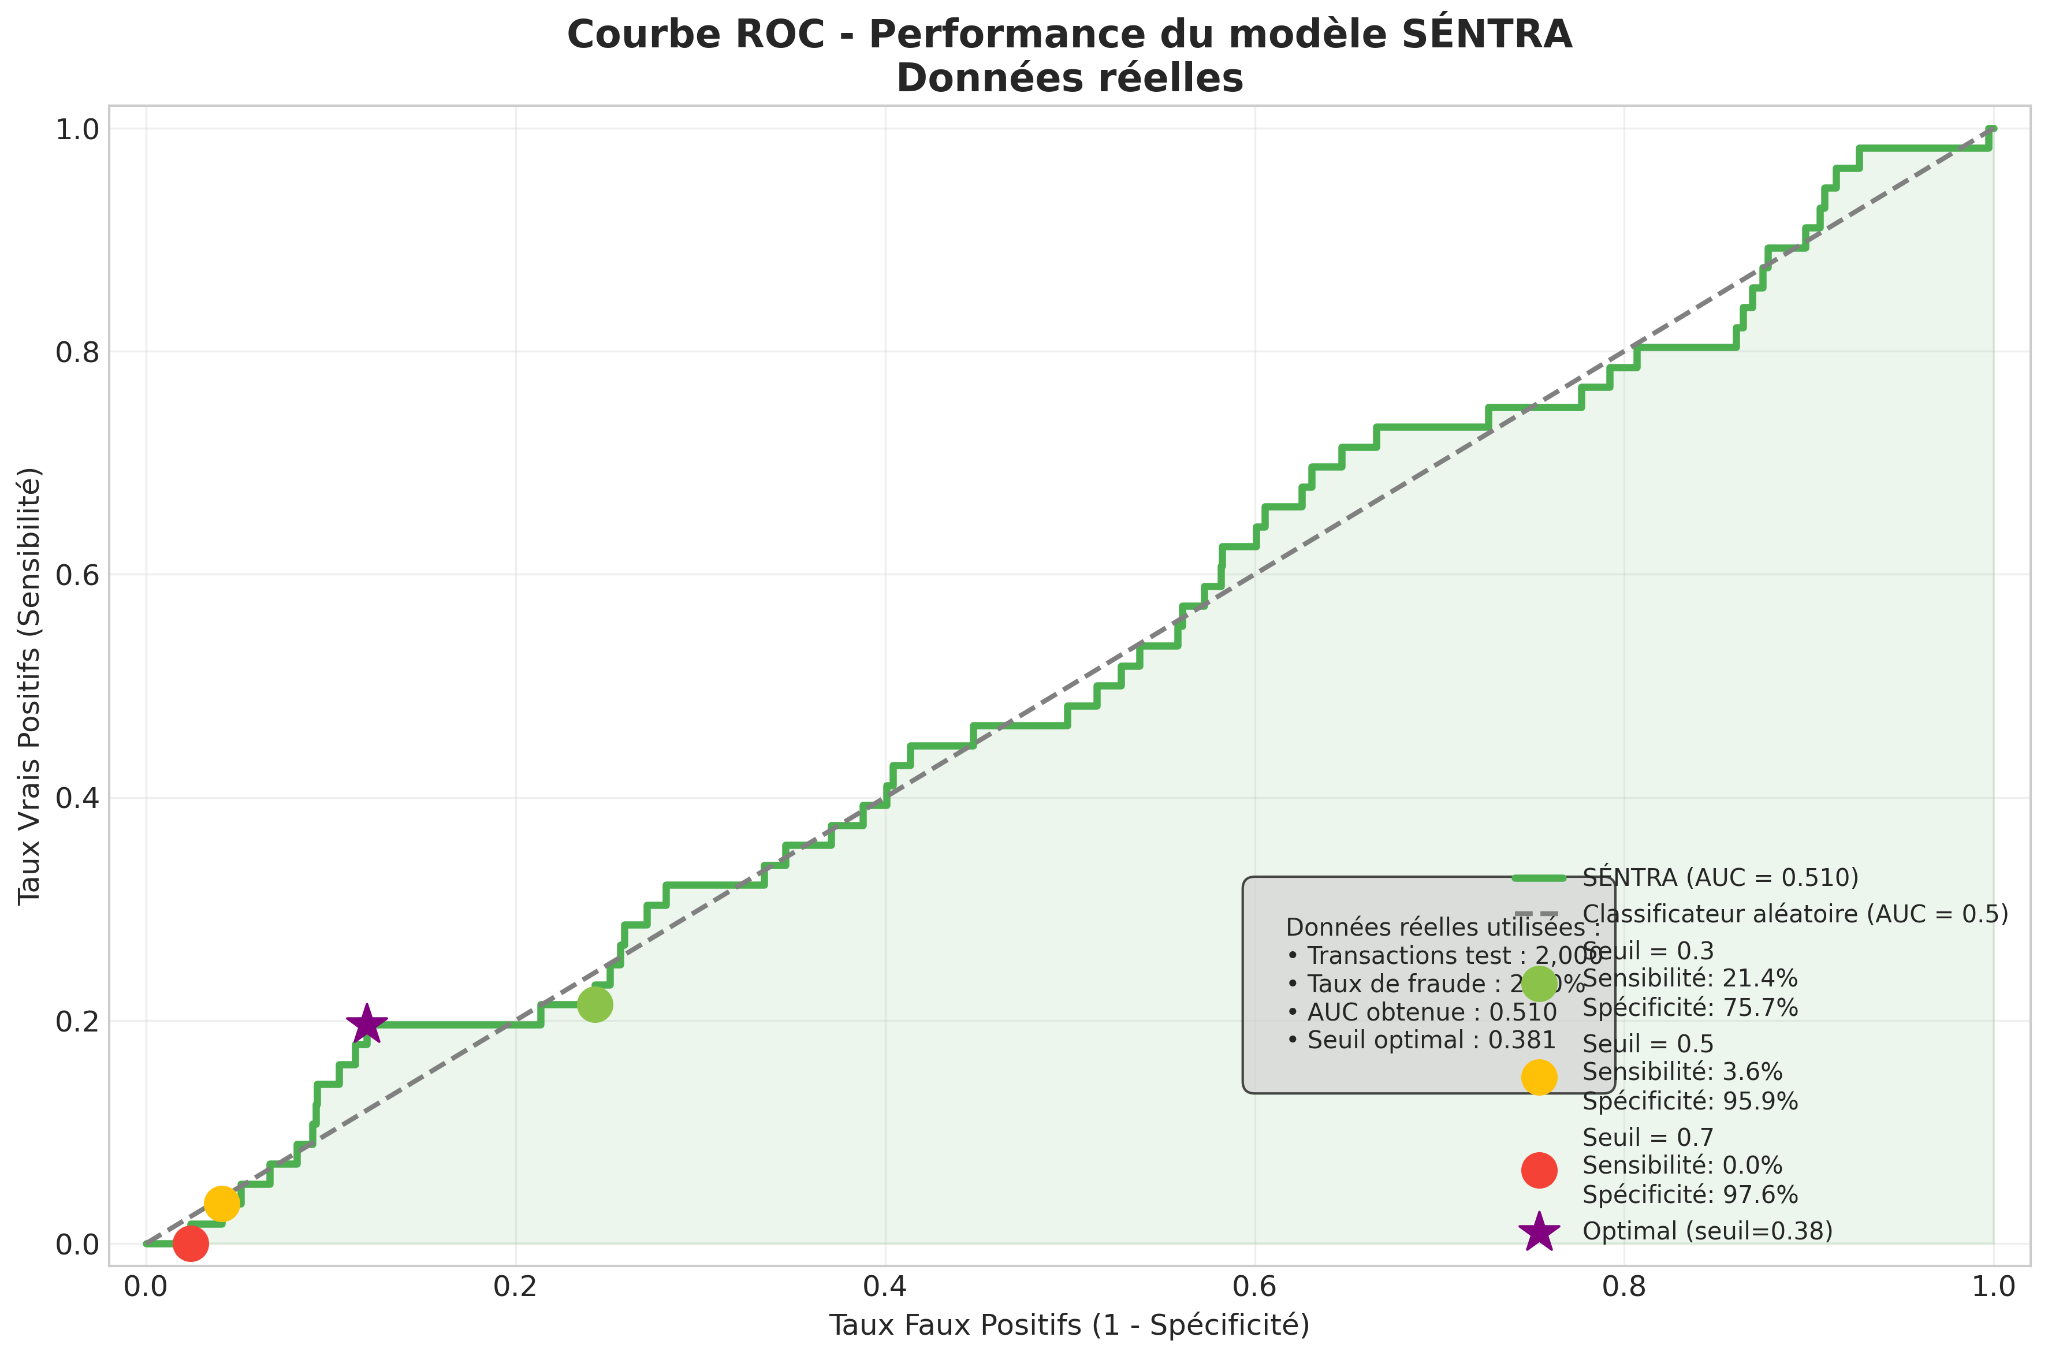 Courbe ROC - Performance du modèle SÉNTRA
Données réelles
Taux Vrais Positifs (Sensibilité)
1.0
0.8
0.6
0.4
0.2
0.0
0.0 0.2 0.4 0.6 0.8 1.0
Taux Faux Positifs (1 - Spécificité)
Données réelles utilisées :
• Transactions test : 2,000
• Taux de fraude :
• AUC obtenue : 0.510
• Seuil optimal : 0.381
SÉNTRA (AUC = 0.510)
Classificateur aléatoire (AUC = 0.5)
Seuil = 0.3
Sensibilité: 21.4%
Spécificité: 75.7%
Seuil = 0.5
Sensibilité: 3.6%
Spécificité: 95.9%
Seuil = 0.7
Sensibilité: 0.0%
Spécificité: 97.6%
Optimal (seuil=0.38)